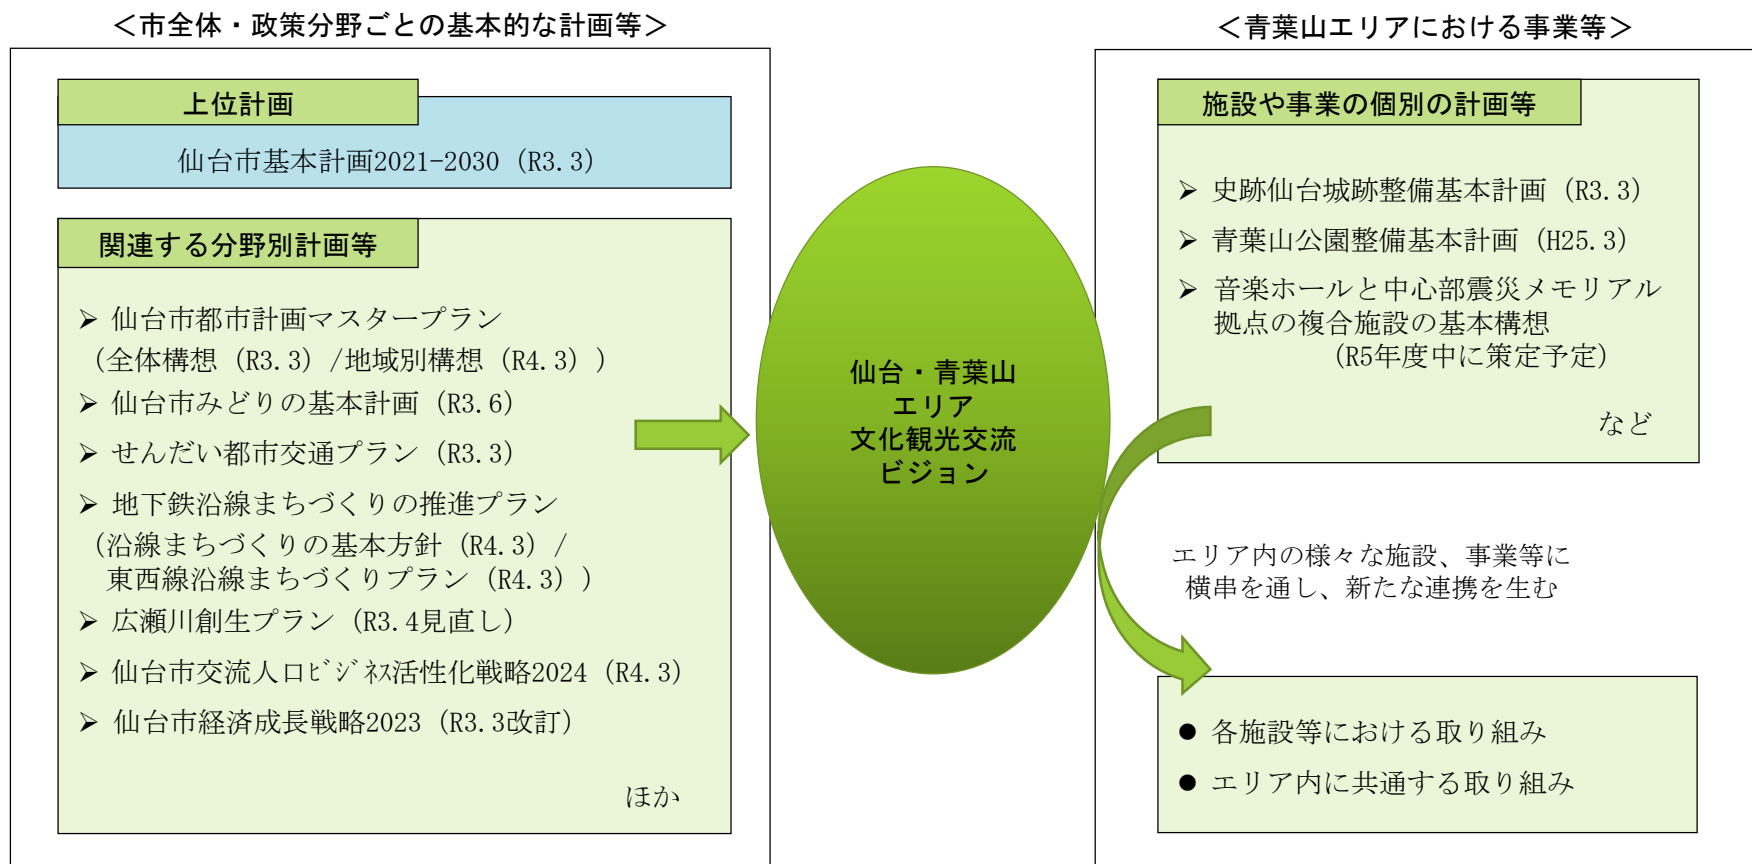 ＜市全体・政策分野ごとの基本的な計画等＞
上位計画
仙台市基本計画2021-2030（R3.3）
関連する分野別計画等
➢ 仙台市都市計画マスタープラン
（全体構想（R3.3）/地域別構想（R4.3））
➢ 仙台市みどりの基本計画（R3.6）
➢ せんだい都市交通プラン（R3.3）
➢ 地下鉄沿線まちづくりの推進プラン
（沿線まちづくりの基本方針（R4.3）/
東西線沿線まちづくりプラン（R4.3））
➢ 広瀬川創生プラン（R3.4見直し）
➢ 仙台市交流人口ﾋﾞｼﾞﾈｽ活性化戦略2024（R4.3）
➢ 仙台市経済成長戦略2023（R3.3改訂）
ほか
仙台・青葉山
エリア
文化観光交流
ビジョン
＜青葉山エリアにおける事業等＞
施設や事業の個別の計画等
➢ 史跡仙台城跡整備基本計画（R3.3）
➢ 青葉山公園整備基本計画（H25.3）
➢ 音楽ホールと中心部震災メモリアル
拠点の複合施設の基本構想
（R5年度中に策定予定）
など
エリア内の様々な施設、事業等に
横串を通し、新たな連携を生む
● 各施設等における取り組み
● エリア内に共通する取り組み